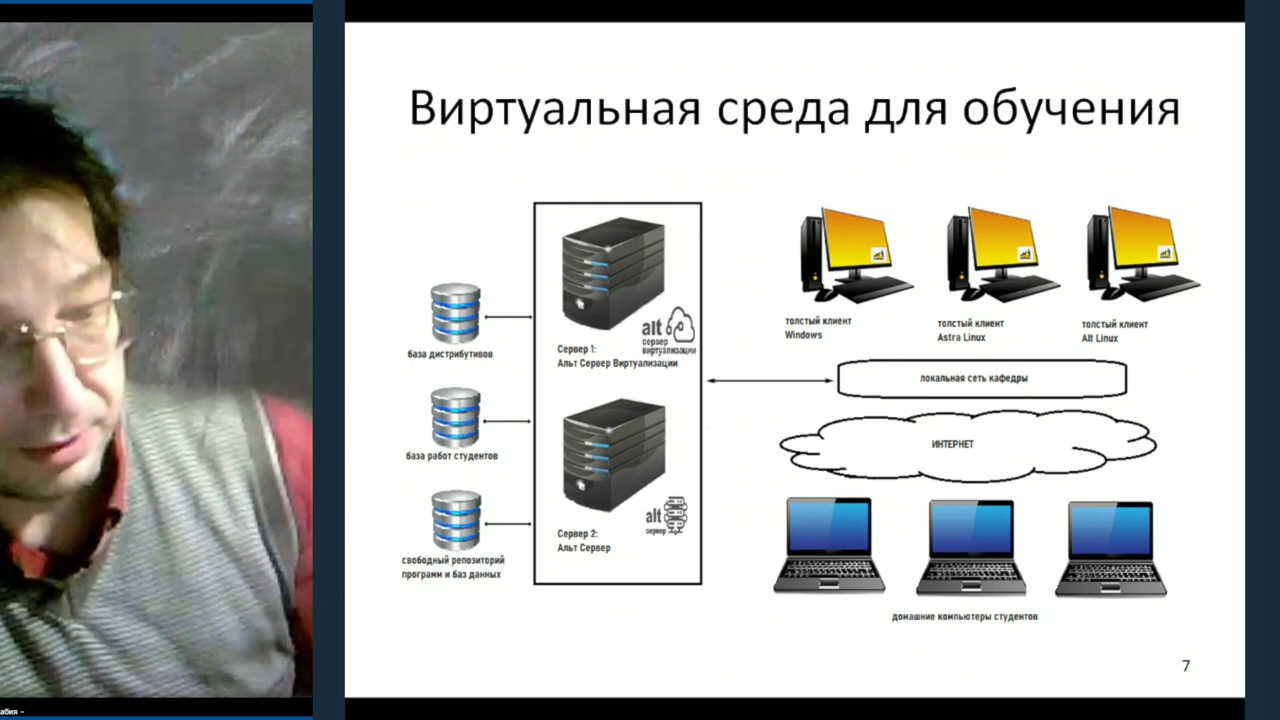 Виртуальная среда для обучения
alt
сервер
виртуализации
Сервер 1:
Альт Сервер Виртуализации
база дистрибутивов
база работ студентов
свободный репозиторий
программ и баз данных
alt
сервер
Сервер 2:
Альт Сервер
толстый клиент
Windows
толстый клиент
Astra Linux
толстый клиент
Alt Linux
локальная сеть кафедры
ИНТЕРНЕТ
домашние компьютеры студентов
7